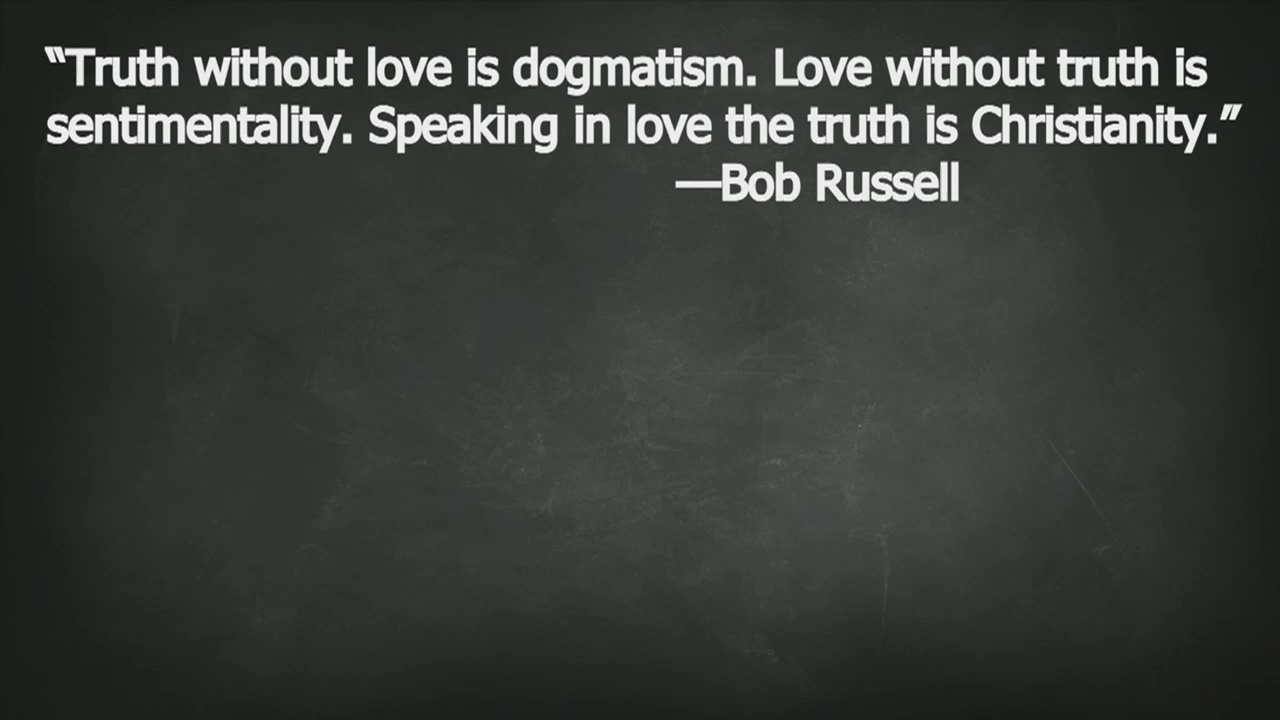 “Truth without love is dogmatism. Love without truth is
sentimentality. Speaking in love the truth is Christianity.”
—Bob Russell